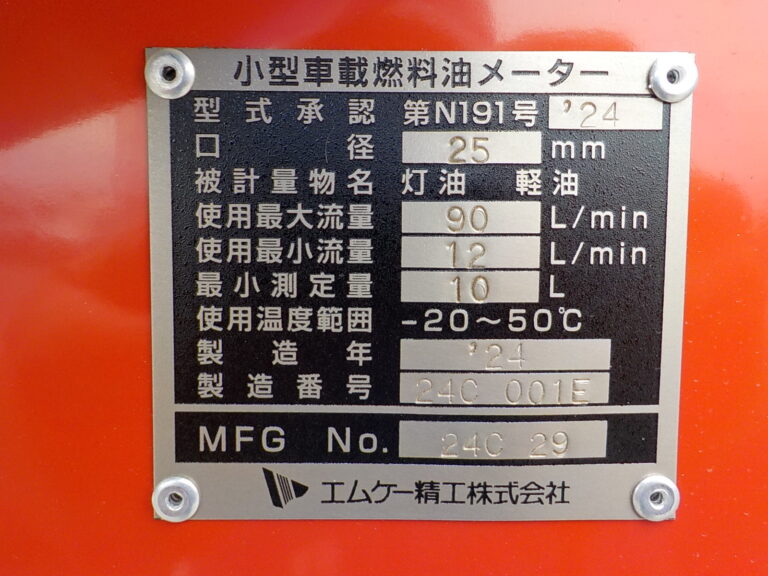 小型車載燃料油メーター
型式承認 第N191号 '24
口径 25 mm
被計量物名 灯油 軽油
使用最大流量 90 L/min
使用最小流量 12 L/min
最小測定量 10 L
使用温度範囲 -20~50℃
製造年 '24
製造番号 24C 001E
MFG No. 24C 29
エムケー精工株式会社